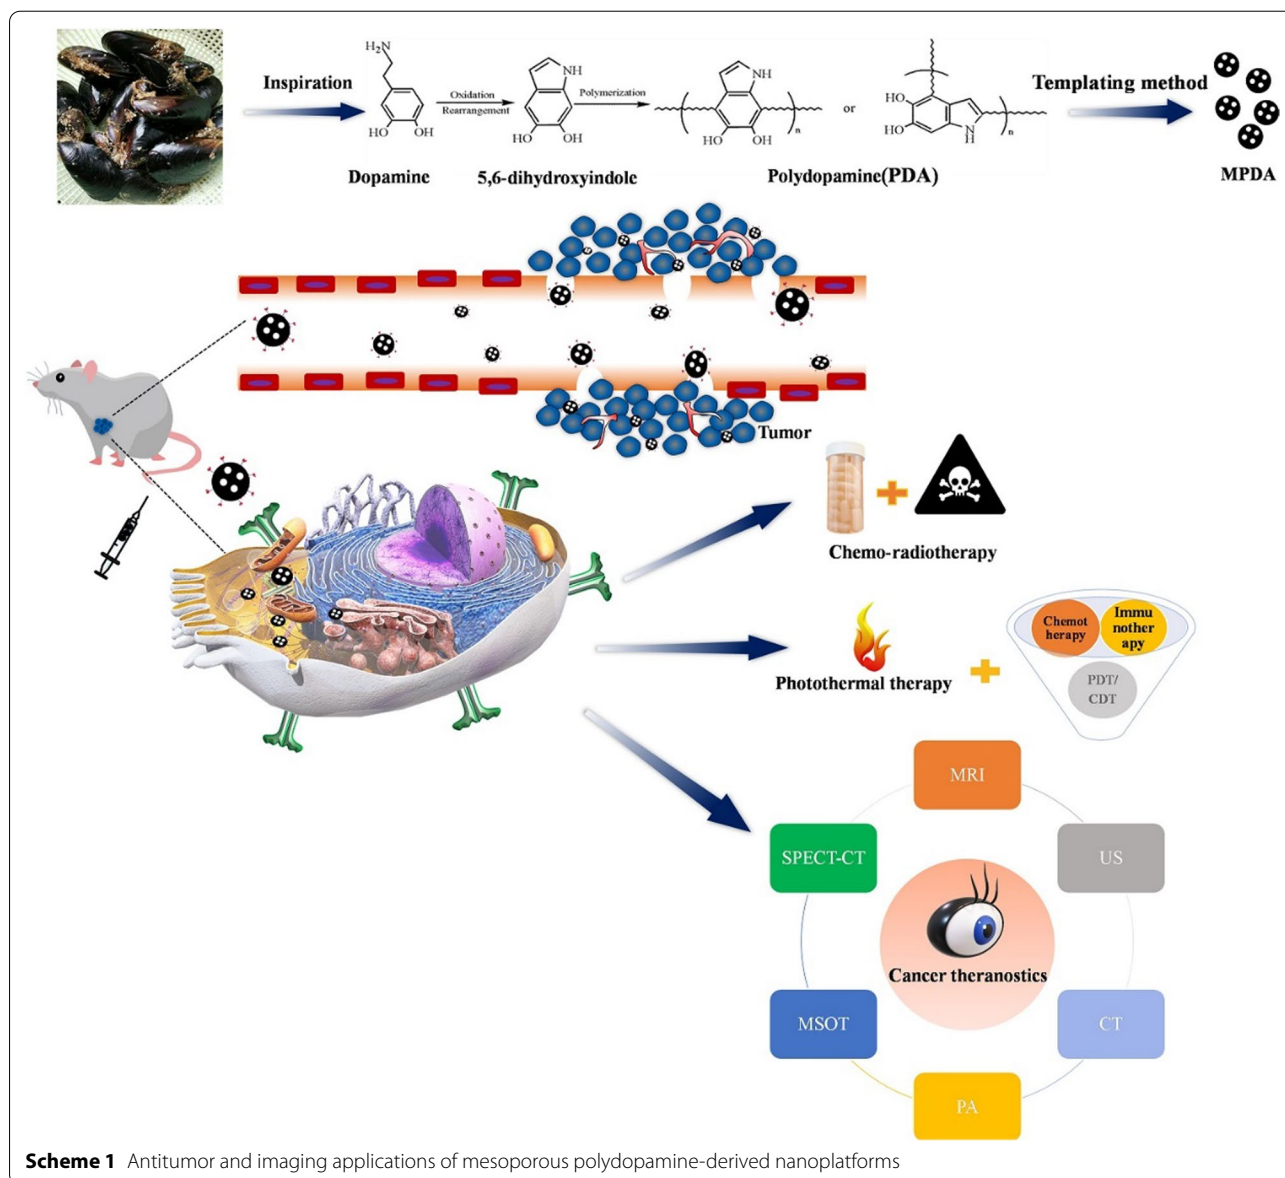 Inspiration
H₂N
HO
OH
Dopamine
Oxidation
Rearrangement
NH
HO
OH
5,6-dihydroxyindole
Polymerization
NH
HO
OH
n
or
HO
HO
N
H
n
Polydopamine(PDA)
Templating method
MPDA
Tumor
Chemo-radiotherapy
Photothermal therapy
Chemot
herapy
Immu
nother
apy
PDT/
CDT
MRI
SPECT-CT
US
Cancer theranostics
MSOT
CT
PA
Scheme 1 Antitumor and imaging applications of mesoporous polydopamine-derived nanoplatforms